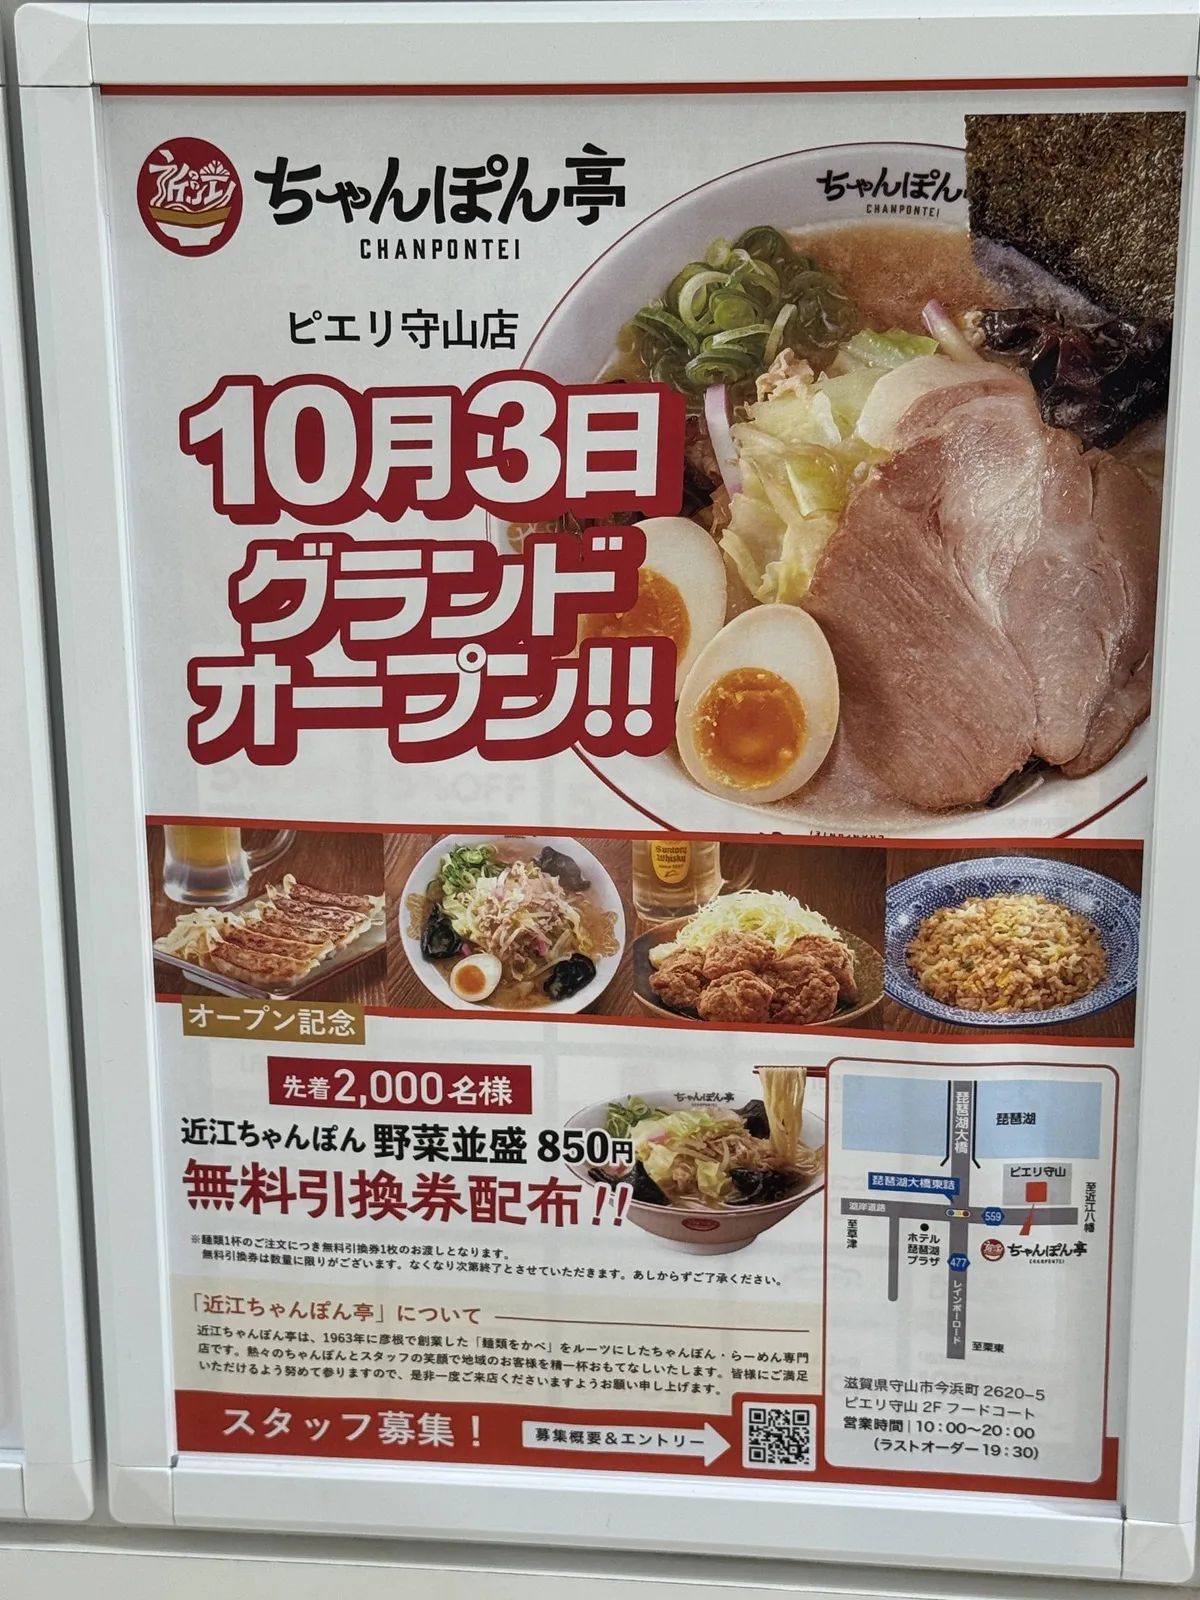 近江
ちゃんぽん亭
CHANPONTEI
ピエリ守山店
10月3日
グランド
オープン!!
ちゃんぽん
CHANPONTEI
CHANPONTEI
Suntory
Whisky
オープン記念
先着2,000名様
近江ちゃんぽん 野菜並盛 850円
無料引換券配布!!
※麺類1杯のご注文につき無料引換券1枚のお渡しとなります。
無料引換券は数量に限りがございます。なくなり次第終了とさせていただきます。あしからずご了承ください。
ちゃんぽん亭
「近江ちゃんぽん亭」について
近江ちゃんぽん亭は、1963年に彦根で創業した「麺類をかべ」をルーツにしたちゃんぽん・らーめん専門
店です。熱々のちゃんぽんとスタッフの笑顔で地域のお客様を精一杯おもてなしいたします。皆様にご満足
いただけるよう努めて参りますので、是非一度ご来店くださいますようお願い申し上げます。
スタッフ募集！
募集概要＆エントリー
琵琶湖大橋
琵琶湖
琵琶湖大橋東詰
ピエリ守山
湖岸道路
559
至近江八幡
至草津
ホテル
琵琶湖
プラザ
近江
ちゃんぽん亭
CHANPONTEI
477
レインボーロード
至栗東
滋賀県守山市今浜町 2620-5
ピエリ守山 2F フードコート
営業時間｜10：00〜20：00
（ラストオーダー19：30）